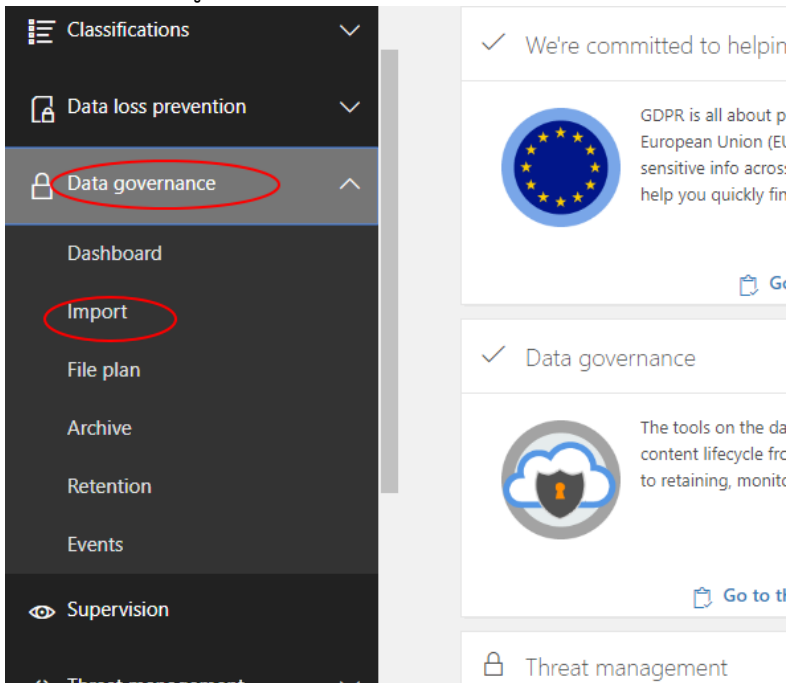 Classifications
Data loss prevention
Data governance
Dashboard
Import
File plan
Archive
Retention
Events
Supervision
Threat management
We're committed to helpin
GDPR is all about p
European Union (EU
sensitive info across
help you quickly fin
Go
Data governance
The tools on the da
content lifecycle fro
to retaining, monito
Go to th
Threat management